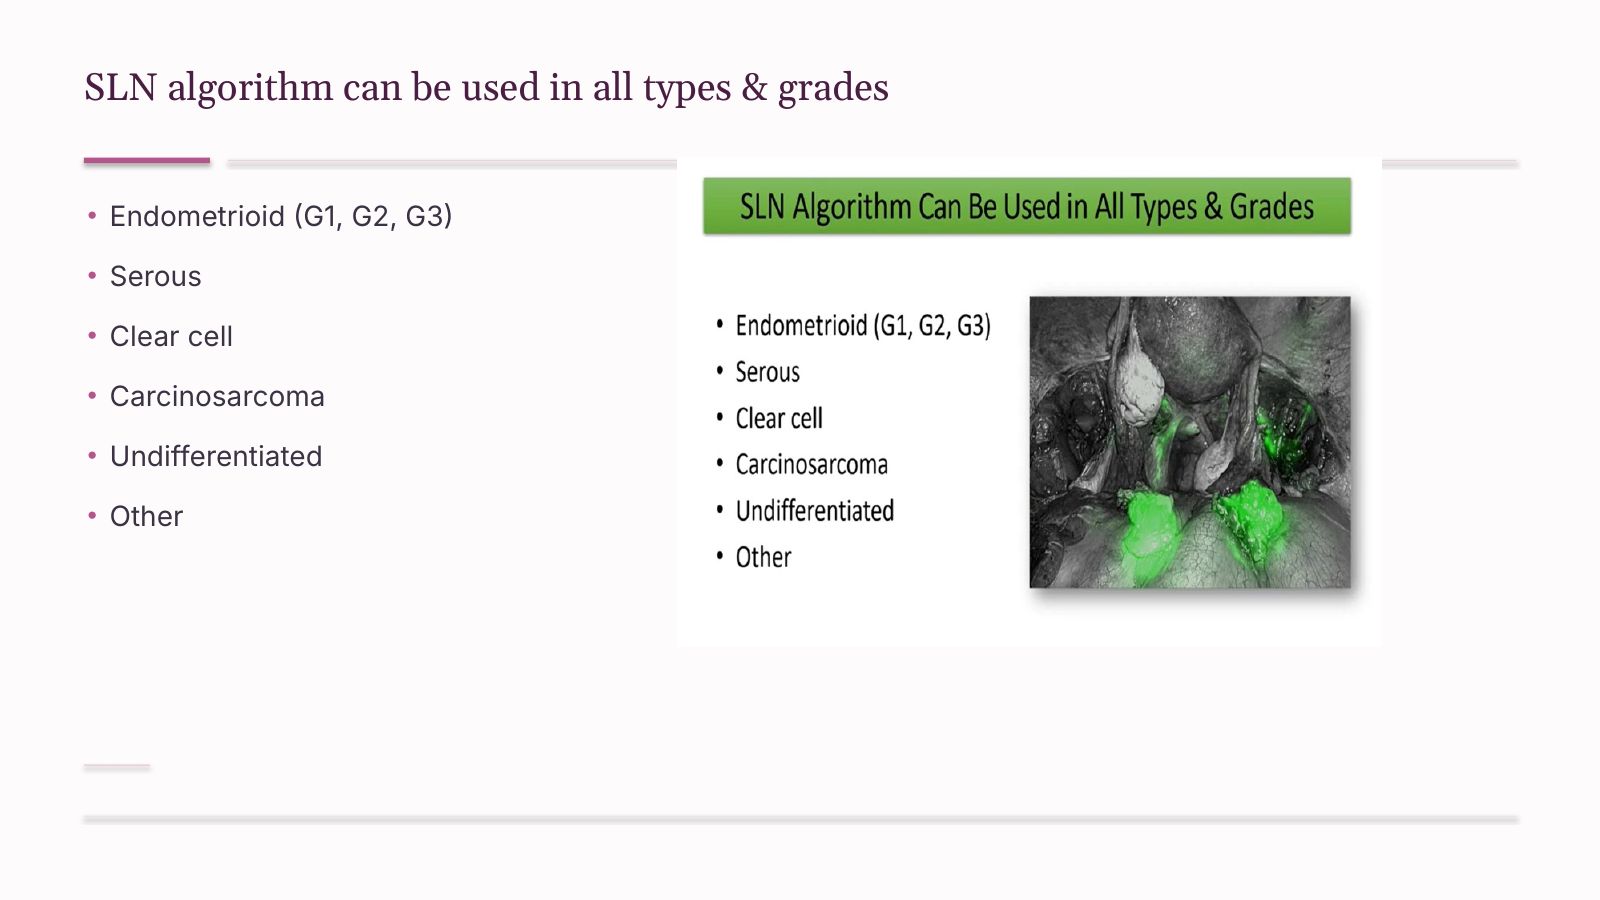 SLN algorithm can be used in all types & grades
• Endometrioid (G1, G2, G3)
• Serous
• Clear cell
• Carcinosarcoma
• Undifferentiated
• Other
SLN Algorithm Can Be Used in All Types & Grades
• Endometrioid (G1, G2, G3)
• Serous
• Clear cell
• Carcinosarcoma
• Undifferentiated
• Other